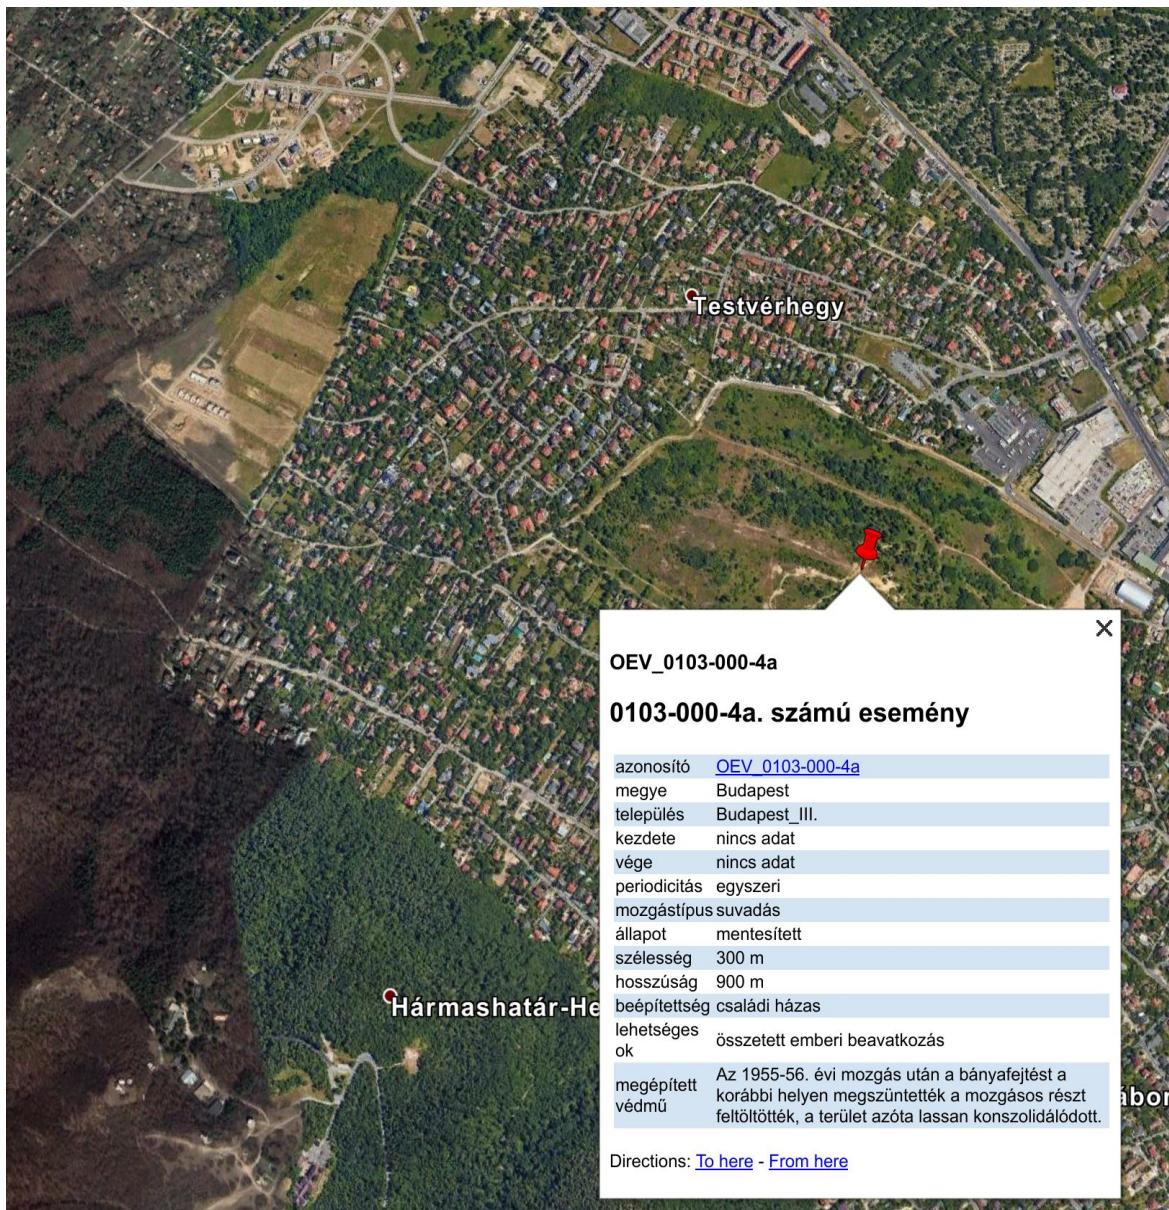 Testvérhegy
OEV_0103-000-4a
0103-000-4a. számú esemény
azonosító OEV_0103-000-4a
megye Budapest
település Budapest_III.
kezdete nincs adat
vége nincs adat
periodicitás egyszeri
mozgástípus suvadás
állapot mentesített
szélesség 300 m
hosszúság 900 m
beépítettség családi házas
lehetséges
ok
összetett emberi beavatkozás
megépített
védmű
Az 1955-56. évi mozgás után a bányafejtést a
korábbi helyen megszüntették a mozgásos részt
feltöltötték, a terület azóta lassan konszolidálódott.
Directions: To here - From here
Hármashatár-He
ábor